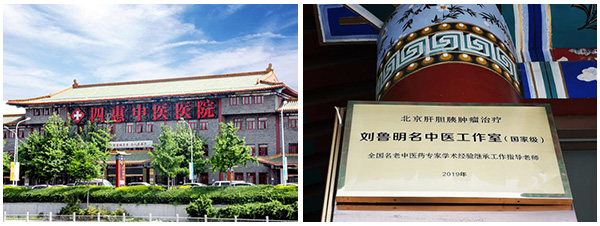 四惠中医医院
北京肝胆胰肿瘤治疗
刘鲁明名中医工作室(国家级)
全国名老中医药专家学术经验继承工作指导老师
2019年